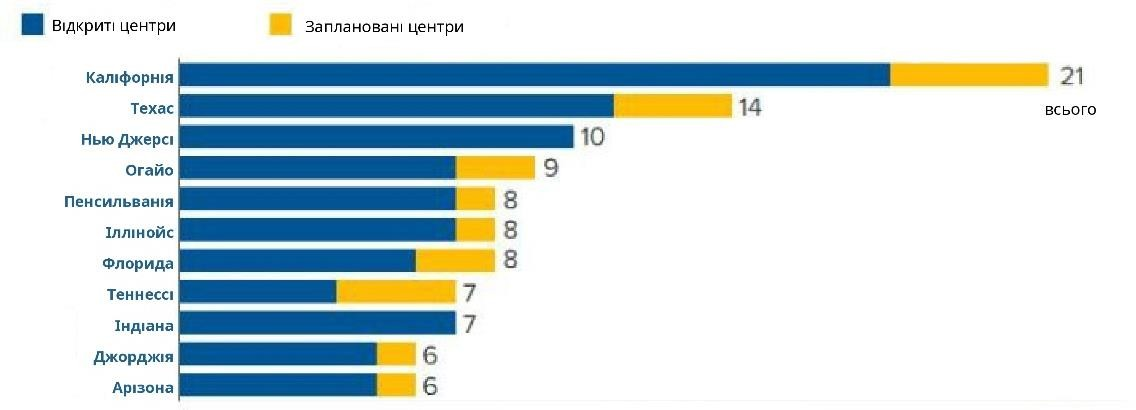 Відкриті центри
Заплановані центри
Каліфорнія 21
Техас 14
всього
Нью Джерсі 10
Огайо 9
Пенсильванія 8
Іллінойс 8
Флорида 8
Теннессі 7
Індіана 7
Джорджія 6
Арізона 6